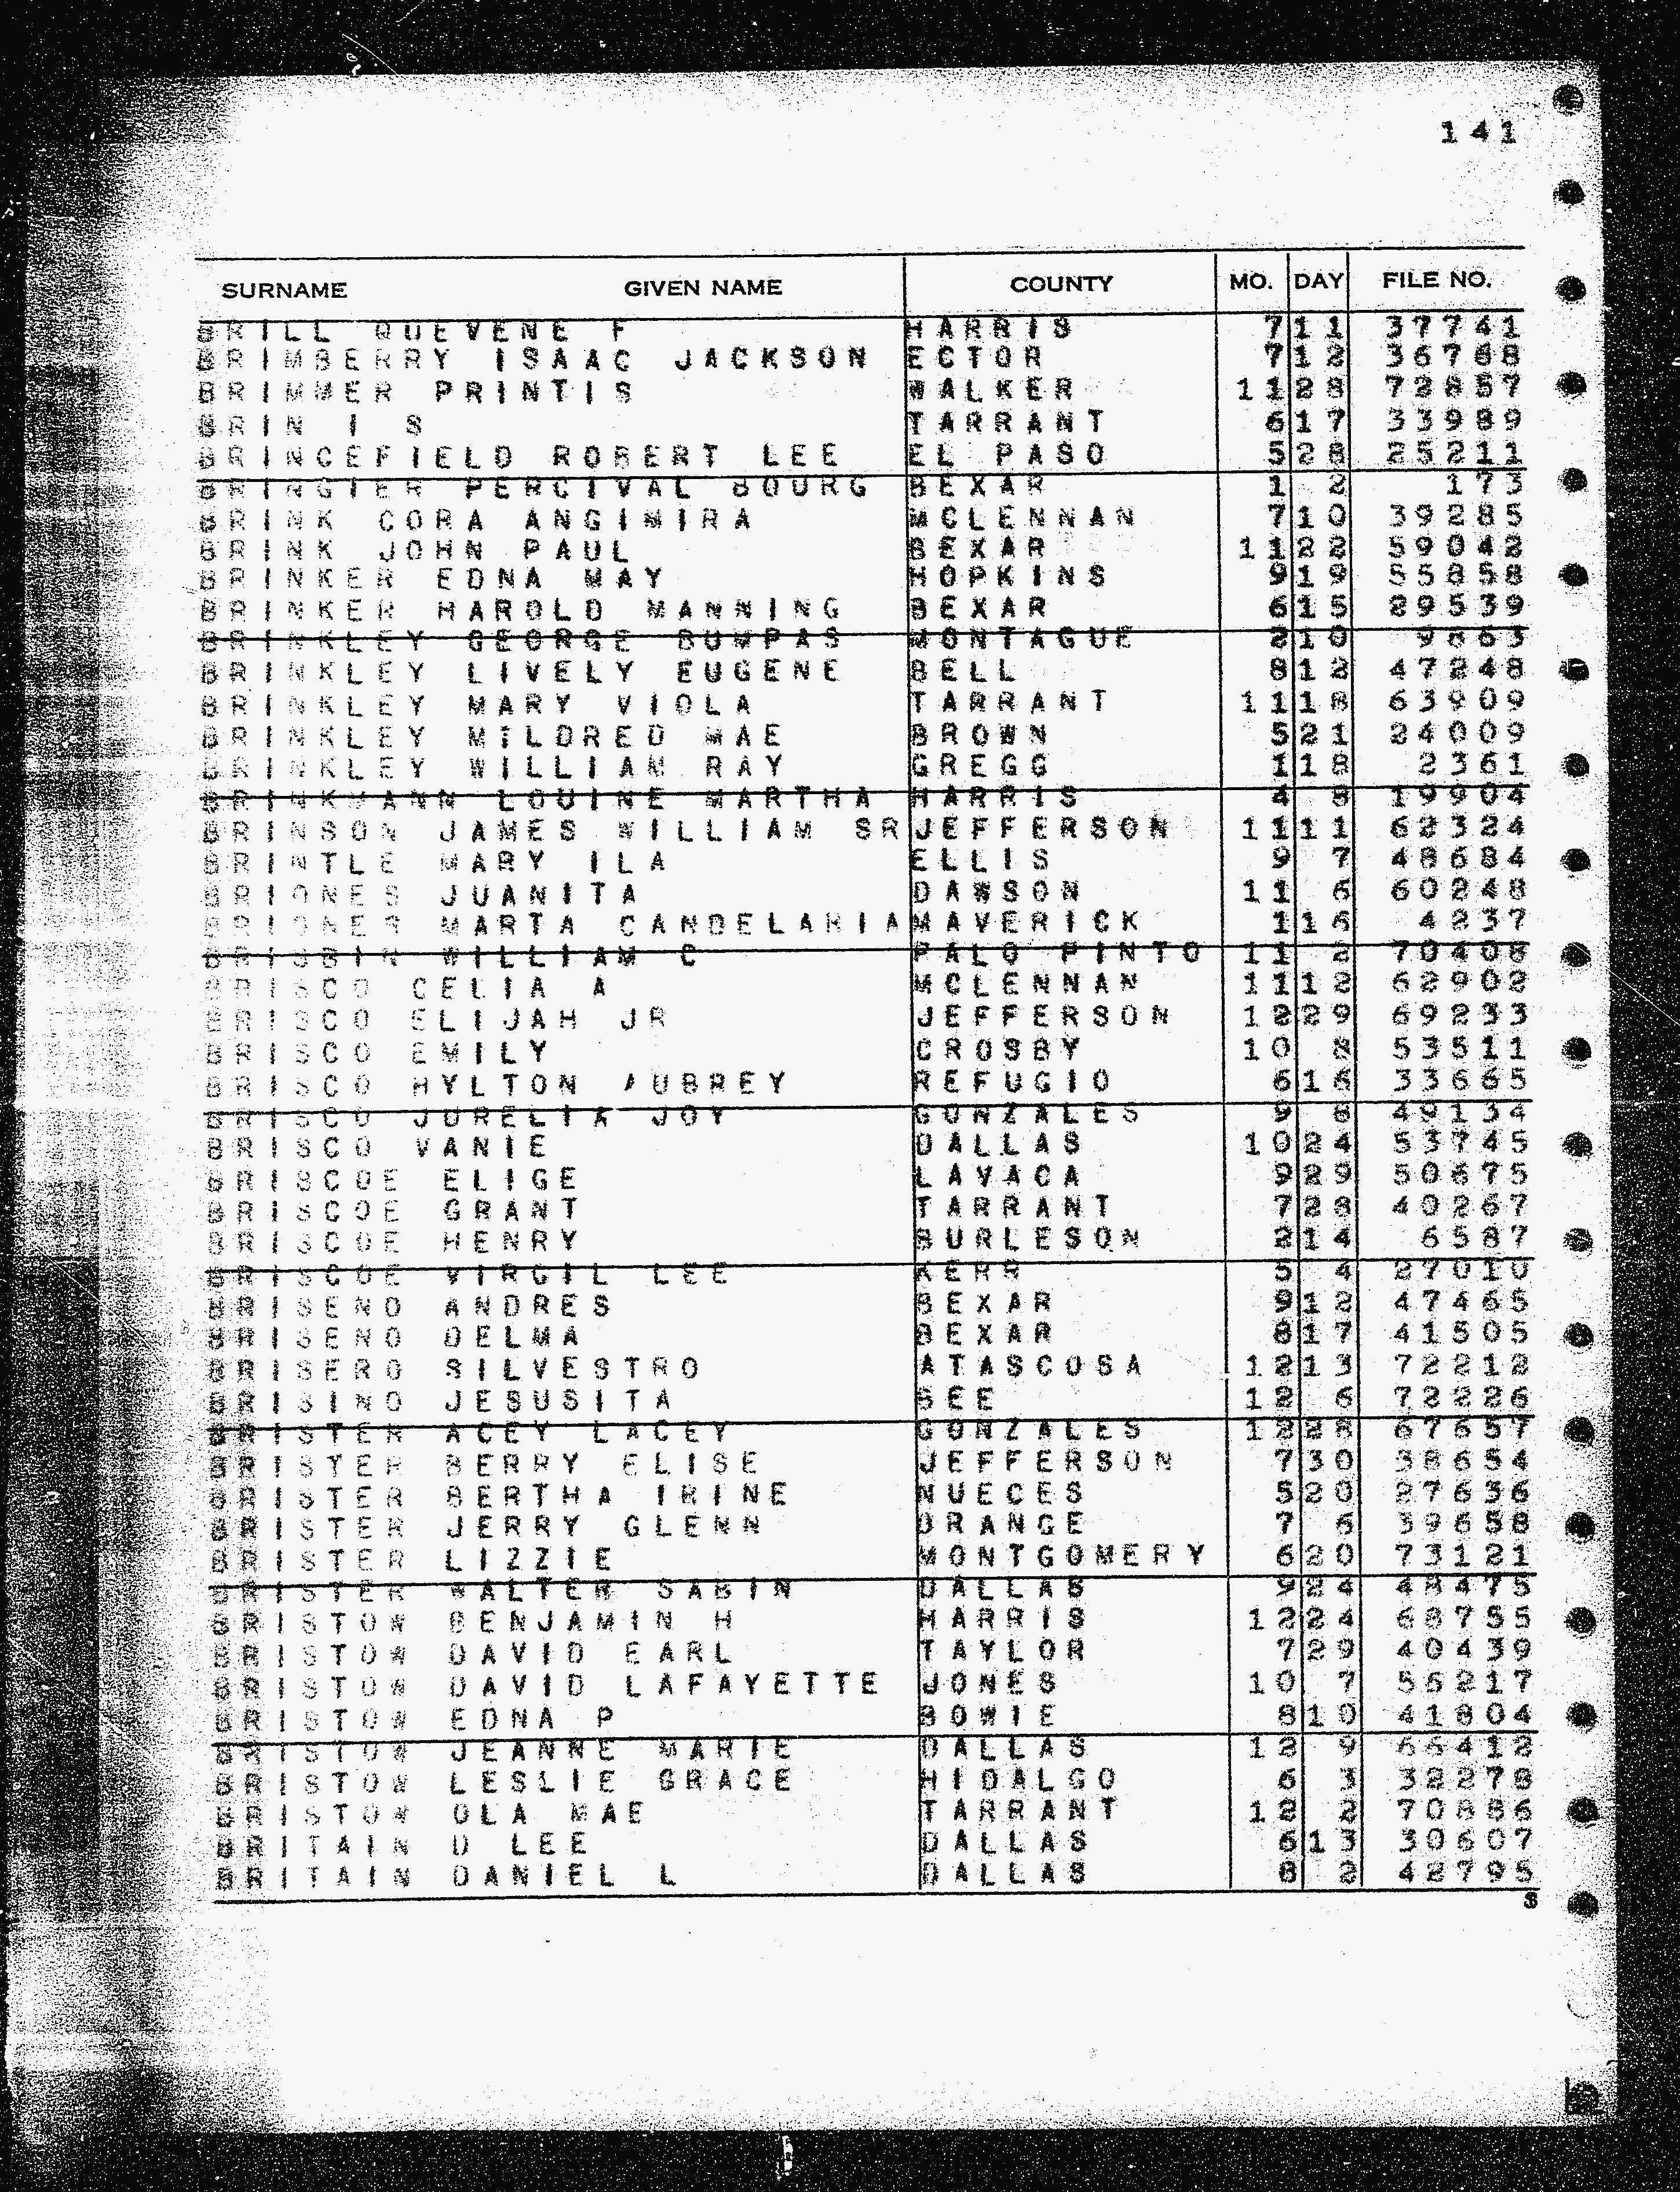 141
SURNAME GIVEN NAME COUNTY MO. DAY FILE NO.
BRILL QUEVENE F HARRIS 7 11 37741
BRIMBERRY ISAAC JACKSON ECTOR 7 12 36768
BRIMMER PRINTIS WALKER 11 28 72857
BRIN I S TARRANT 6 17 33989
BRINCEFIELD ROBERT LEE EL PASO 5 28 25211
BRINGIER PERCIVAL BOURG BEXAR 1 2 173
BRINK CORA ANGIMIRA MCLENNAN 7 10 39285
BRINK JOHN PAUL BEXAR 11 22 59042
BRINKER EDNA MAY HOPKINS 9 19 55858
BRINKER HAROLD MANNING BEXAR 6 15 29539
BRINKLEY GEORGE BUMPAS MONTAGUE 2 10 9863
BRINKLEY LIVELY EUGENE BELL 8 12 47248
BRINKLEY MARY VIOLA TARRANT 11 18 63909
BRINKLEY MILDRED MAE BROWN 5 21 24009
BRINKLEY WILLIAM RAY GREGG 1 18 2361
BRINKMANN LOUINE MARTHA HARRIS 4 8 19904
BRINSON JAMES WILLIAM SR JEFFERSON 11 11 62324
BRINTLE MARY ILA ELLIS 9 7 48684
BRIONES JUANITA DAWSON 11 6 60248
BRIONES MARTA CANDELARIA MAVERICK 1 16 4237
BRISBIN WILLIAM C PALO PINTO 11 2 70408
BRISCO CELIA A MCLENNAN 11 12 62902
BRISCO ELIJAH JR JEFFERSON 12 29 69233
BRISCO EMILY CROSBY 10 8 53511
BRISCO HYLTON AUBREY REFUGIO 6 16 33665
BRISCO JURELIA JOY GONZALES 9 8 49134
BRISCO VANIE DALLAS 10 24 53745
BRISCOE ELIGE LAVACA 9 29 50675
BRISCOE GRANT TARRANT 7 28 40267
BRISCOE HENRY BURLESON 2 14 6587
BRISCOE VIRGIL LEE KERR 5 4 27010
BRISENO ANDRES BEXAR 9 12 47465
BRISENO DELMA BEXAR 8 17 41505
BRISERO SILVESTRO ATASCOSA 12 13 72212
BRISINO JESUSITA BEE 12 6 72226
BRISTER ACEY LACEY GONZALES 12 28 67657
BRISTER BERRY ELISE JEFFERSON 7 30 38654
BRISTER BERTHA IRINE NUECES 5 20 27636
BRISTER JERRY GLENN ORANGE 7 6 39658
BRISTER LIZZIE MONTGOMERY 6 20 73121
BRISTER WALTER SABIN DALLAS 9 24 48475
BRISTOW BENJAMIN H HARRIS 12 24 68755
BRISTOW DAVID EARL TAYLOR 7 29 40439
BRISTOW DAVID LAFAYETTE JONES 10 7 56217
BRISTOW EDNA P BOWIE 8 10 41804
BRISTOW JEANNE MARIE DALLAS 12 9 66412
BRISTOW LESLIE GRACE HIDALGO 6 3 32278
BRISTOW OLA MAE TARRANT 12 2 70886
BRITAIN D LEE DALLAS 6 13 30607
BRITAIN DANIEL L DALLAS 8 2 42795
S